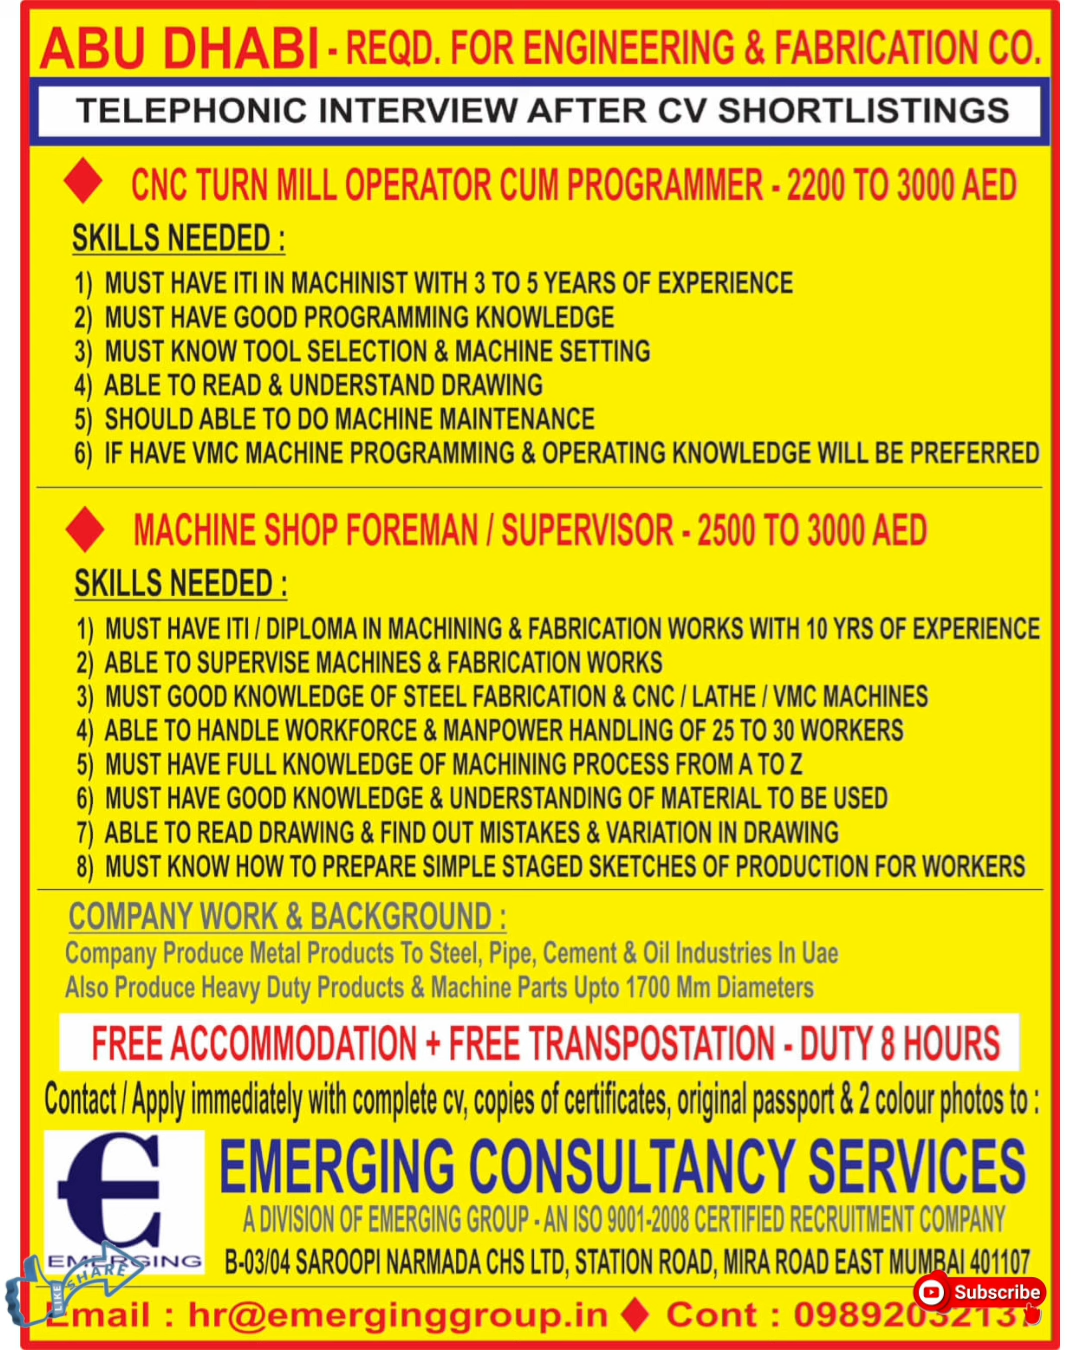 ABU DHABI - REQD. FOR ENGINEERING & FABRICATION CO.
TELEPHONIC INTERVIEW AFTER CV SHORTLISTINGS
CNC TURN MILL OPERATOR CUM PROGRAMMER - 2200 TO 3000 AED
SKILLS NEEDED :
1) MUST HAVE ITI IN MACHINIST WITH 3 TO 5 YEARS OF EXPERIENCE
2) MUST HAVE GOOD PROGRAMMING KNOWLEDGE
3) MUST KNOW TOOL SELECTION & MACHINE SETTING
4) ABLE TO READ & UNDERSTAND DRAWING
5) SHOULD ABLE TO DO MACHINE MAINTENANCE
6) IF HAVE VMC MACHINE PROGRAMMING & OPERATING KNOWLEDGE WILL BE PREFERRED
MACHINE SHOP FOREMAN / SUPERVISOR - 2500 TO 3000 AED
SKILLS NEEDED :
1) MUST HAVE ITI / DIPLOMA IN MACHINING & FABRICATION WORKS WITH 10 YRS OF EXPERIENCE
2) ABLE TO SUPERVISE MACHINES & FABRICATION WORKS
3) MUST GOOD KNOWLEDGE OF STEEL FABRICATION & CNC / LATHE / VMC MACHINES
4) ABLE TO HANDLE WORKFORCE & MANPOWER HANDLING OF 25 TO 30 WORKERS
5) MUST HAVE FULL KNOWLEDGE OF MACHINING PROCESS FROM A TO Z
6) MUST HAVE GOOD KNOWLEDGE & UNDERSTANDING OF MATERIAL TO BE USED
7) ABLE TO READ DRAWING & FIND OUT MISTAKES & VARIATION IN DRAWING
8) MUST KNOW HOW TO PREPARE SIMPLE STAGED SKETCHES OF PRODUCTION FOR WORKERS
COMPANY WORK & BACKGROUND :
Company Produce Metal Products To Steel, Pipe, Cement & Oil Industries In Uae
Also Produce Heavy Duty Products & Machine Parts Upto 1700 Mm Diameters
FREE ACCOMMODATION + FREE TRANSPOSTATION - DUTY 8 HOURS
Contact / Apply immediately with complete cv, copies of certificates, original passport & 2 colour photos to :
EMERGING CONSULTANCY SERVICES
A DIVISION OF EMERGING GROUP - AN ISO 9001-2008 CERTIFIED RECRUITMENT COMPANY
EMERGING
B-03/04 SAROOPI NARMADA CHS LTD, STATION ROAD, MIRA ROAD EAST MUMBAI 401107
LIKE SHARE
Subscribe
Email : hr@emerginggroup.in Cont :